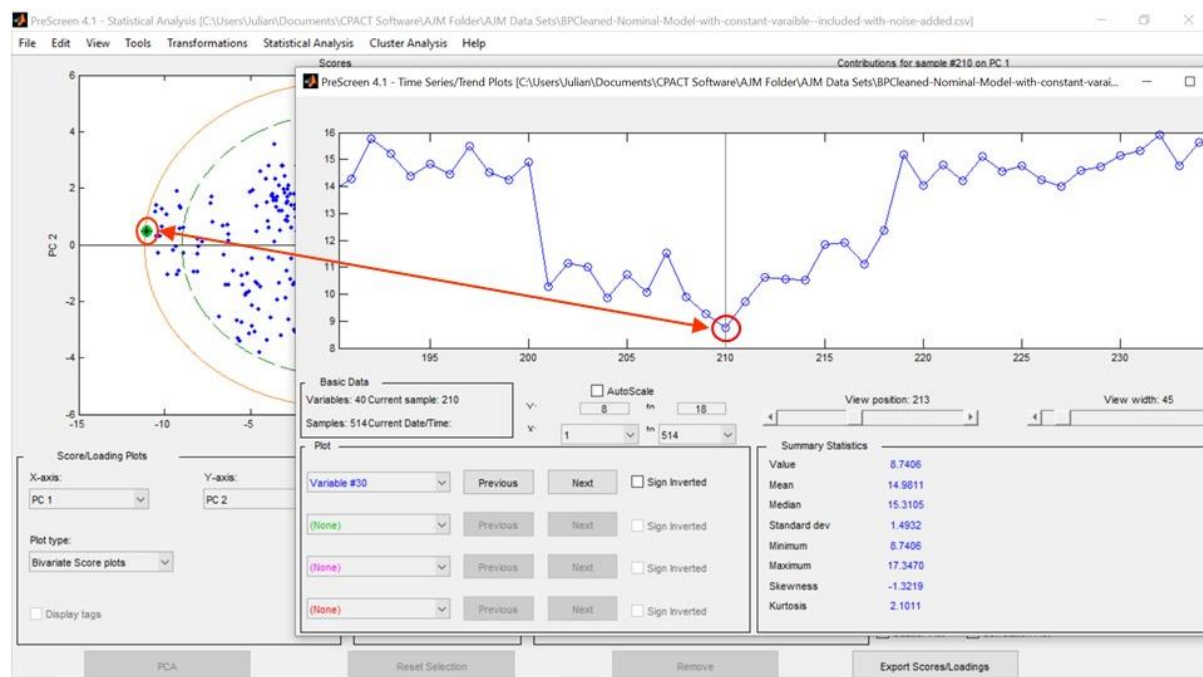 PreScreen 4.1 - Statistical Analysis [C:\Users\Julian\Documents\CPACT Software\AJM Folder\AJM Data Sets\BPCleaned-Nominal-Model-with-constant-varaible--included-with-noise-added.csv]
File Edit View Tools Transformations Statistical Analysis Cluster Analysis Help
Scores
Contributions for sample #210 on PC 1
PreScreen 4.1 - Time Series/Trend Plots [C:\Users\Julian\Documents\CPACT Software\AJM Folder\AJM Data Sets\BPCleaned-Nominal-Model-with-constant-varai...
6
4
2
0
-2
-4
-6
PC 2
-15 -10 -5
16
15
14
13
12
11
10
9
8
195 200 205 210 215 220 225 230
Basic Data
Variables: 40 Current sample: 210
Samples: 514 Current Date/Time:
AutoScale
Y: 8 to 18
X: 1 to 514
View position: 213
View width: 45
Plot
Variable #30 Previous Next Sign Inverted
(None) Previous Next Sign Inverted
(None) Previous Next Sign Inverted
(None) Previous Next Sign Inverted
Summary Statistics
Value 8.7406
Mean 14.9811
Median 15.3105
Standard dev 1.4932
Minimum 8.7406
Maximum 17.3470
Skewness -1.3219
Kurtosis 2.1011
Score/Loading Plots
X-axis: Y-axis:
PC 1 PC 2
Plot type:
Bivariate Score plots
Display tags
PCA Reset Selection Remove Export Scores/Loadings